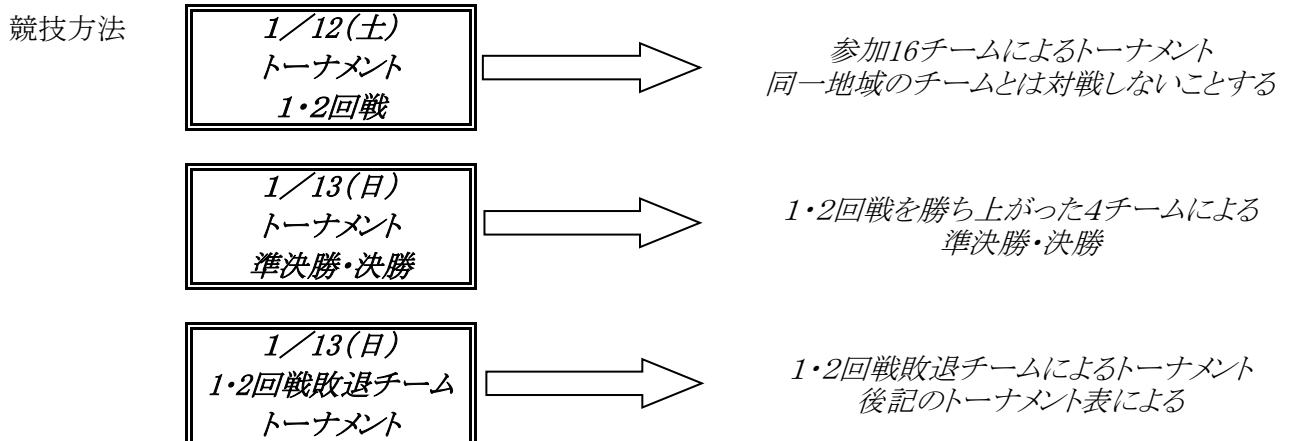 競技方法
1／12(土)
トーナメント
1・2回戦
参加16チームによるトーナメント
同一地域のチームとは対戦しないことする
1／13(日)
トーナメント
準決勝・決勝
1・2回戦を勝ち上がった4チームによる
準決勝・決勝
1／13(日)
1・2回戦敗退チーム
トーナメント
1・2回戦敗退チームによるトーナメント
後記のトーナメント表による